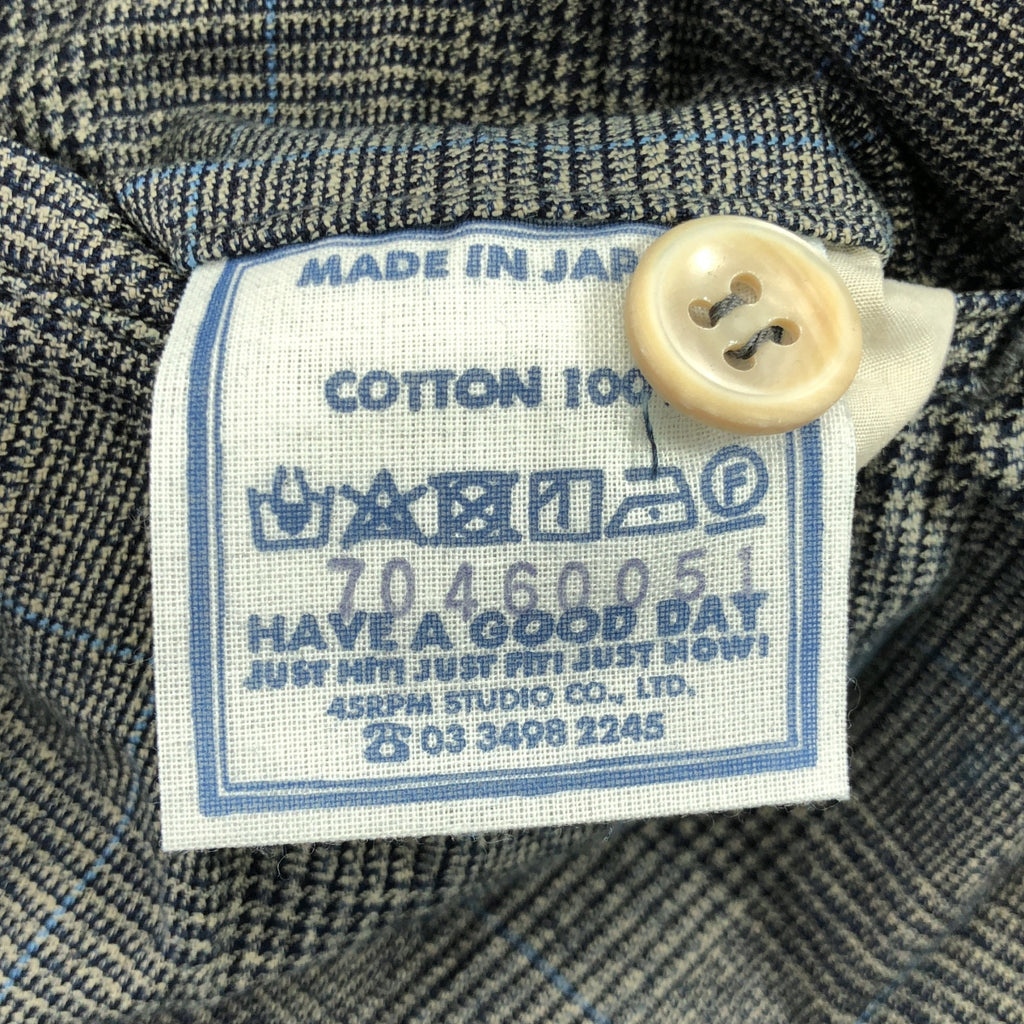 MADE IN JAP
COTTON 100
F
70460051
HAVE A GOOD DAY
JUST HIT! JUST FIT! JUST NOW!
45RPM STUDIO CO., LTD.
☎ 03 3498 2245